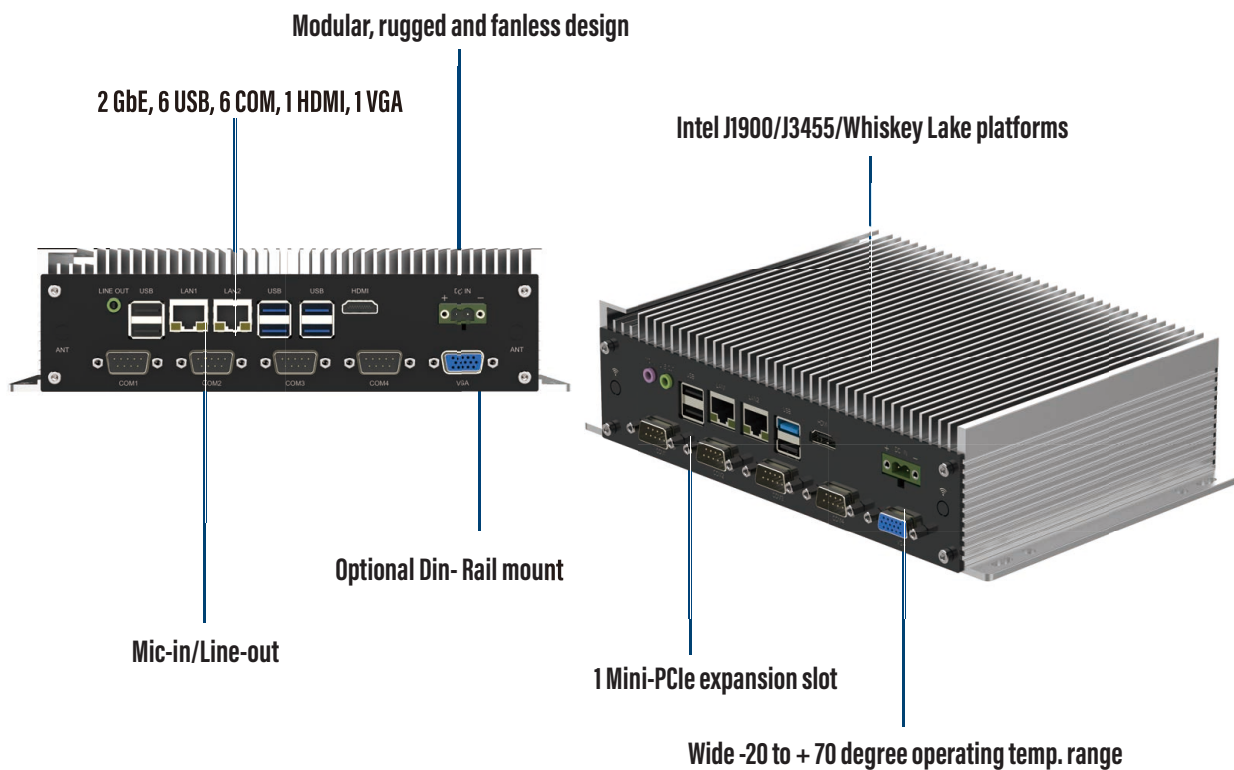 Modular, rugged and fanless design
2 GbE, 6 USB, 6 COM, 1 HDMI, 1 VGA
Intel J1900/J3455/Whiskey Lake platforms
LINE OUT USB LAN1 LAN2 USB USB HDMI DC IN
+ −
ANT ANT
COM1 COM2 COM3 COM4 VGA
Optional Din- Rail mount
Mic-in/Line-out
1 Mini-PCIe expansion slot
Wide -20 to + 70 degree operating temp. range